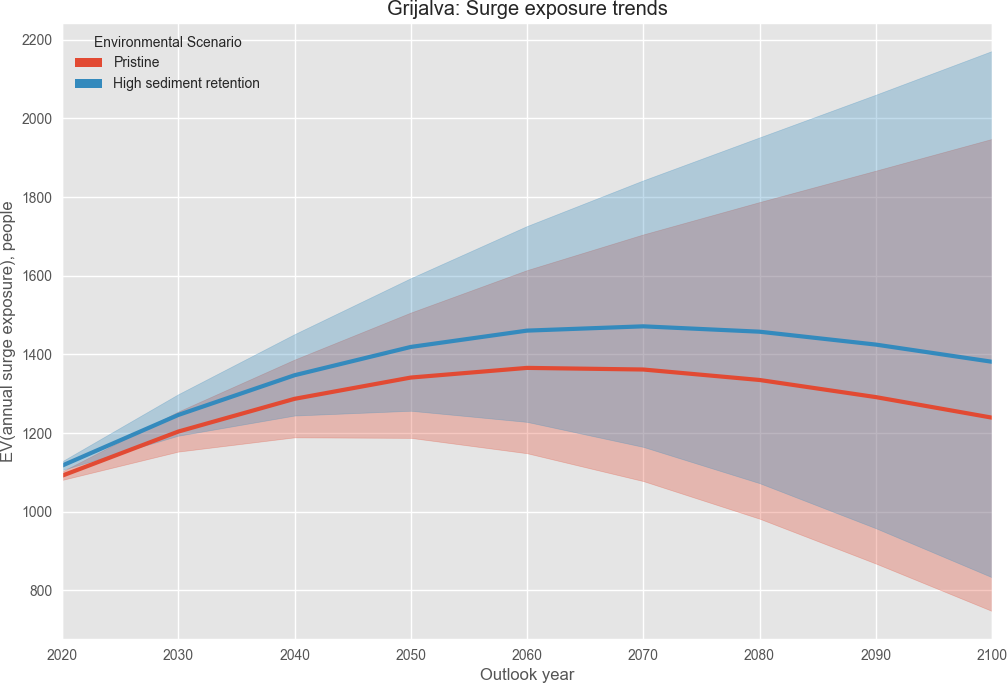 Grijalva: Surge exposure trends
Environmental Scenario
Pristine
High sediment retention
EV(annual surge exposure), people
2200
2000
1800
1600
1400
1200
1000
800
2020 2030 2040 2050 2060 2070 2080 2090 2100
Outlook year